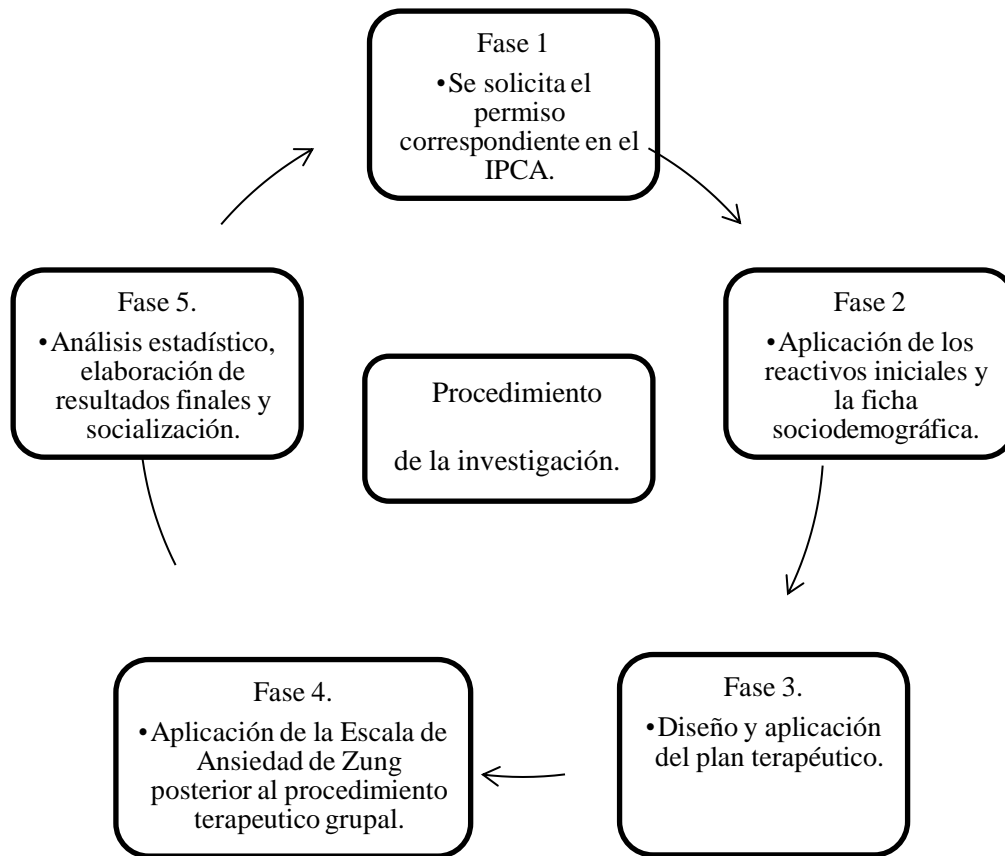 Fase 1
•Se solicita el
permiso
correspondiente en el
IPCA.
Fase 2
•Aplicación de los
reactivos iniciales y
la ficha
sociodemográfica.
Fase 3.
•Diseño y aplicación
del plan terapéutico.
Fase 4.
•Aplicación de la Escala de
Ansiedad de Zung
posterior al procedimiento
terapeutico grupal.
Fase 5.
•Análisis estadístico,
elaboración de
resultados finales y
socialización.
Procedimiento
de la investigación.